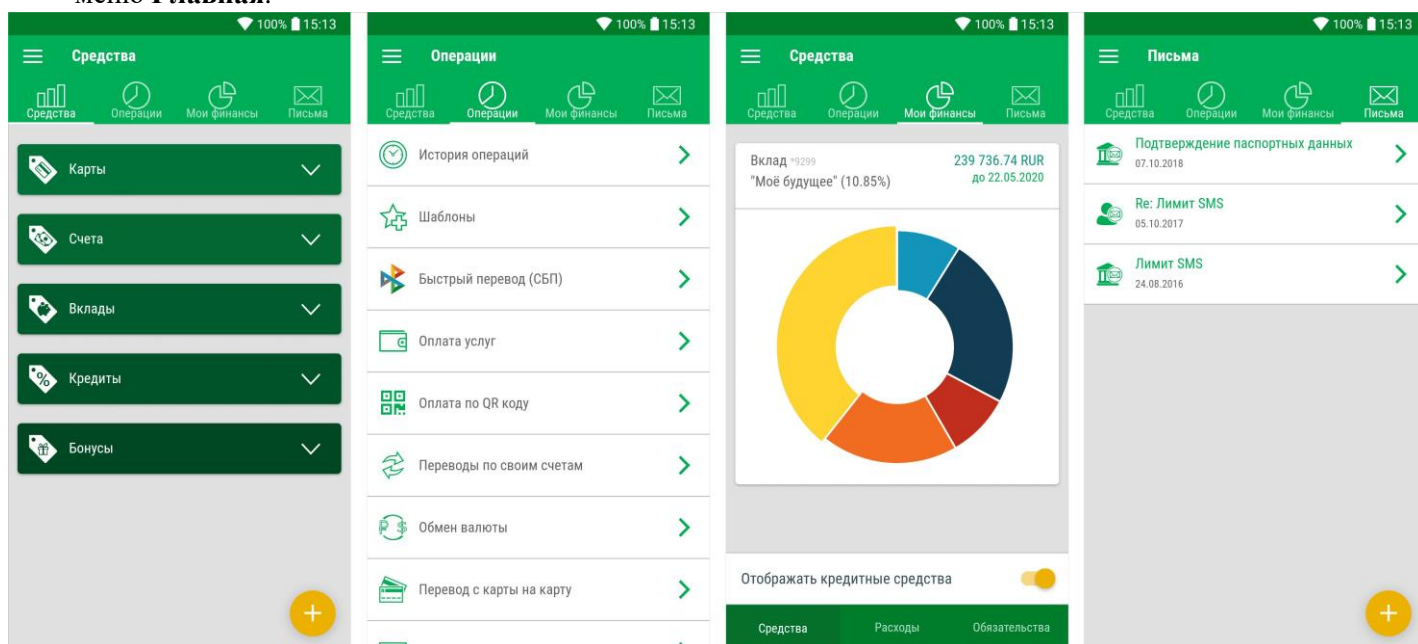 меню Главная.
100% 15:13
Средства
Средства Операции Мои финансы Письма
Карты
Счета
Вклады
Кредиты
Бонусы
+
100% 15:13
Операции
Средства Операции Мои финансы Письма
История операций
Шаблоны
Быстрый перевод (СБП)
Оплата услуг
Оплата по QR коду
Переводы по своим счетам
Обмен валюты
Перевод с карты на карту
100% 15:13
Средства
Средства Операции Мои финансы Письма
Вклад *9299 239 736.74 RUR
"Моё будущее" (10.85%) до 22.05.2020
Отображать кредитные средства
Средства Расходы Обязательства
100% 15:13
Письма
Средства Операции Мои финансы Письма
Подтверждение паспортных данных
07.10.2018
Re: Лимит SMS
05.10.2017
Лимит SMS
24.08.2016
+